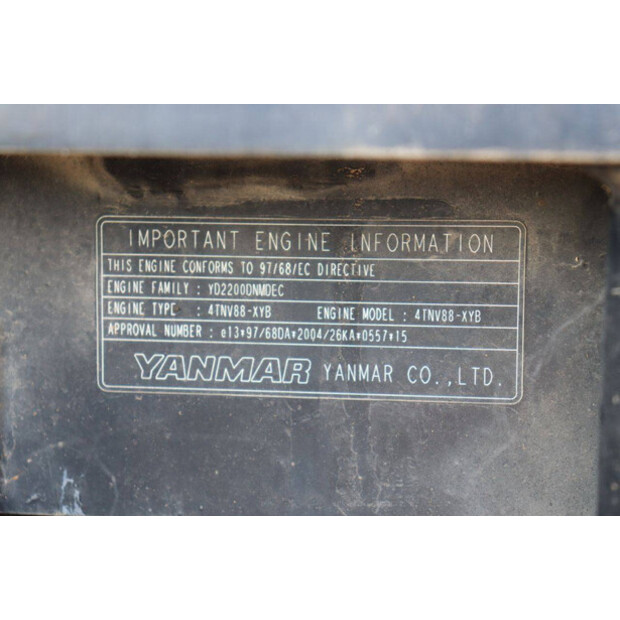 IMPORTANT ENGINE INFORMATION
THIS ENGINE CONFORMS TO 97/68/EC DIRECTIVE
ENGINE FAMILY : YD2200DNMDEC
ENGINE TYPE : 4TNV88-XYB ENGINE MODEL : 4TNV88-XYB
APPROVAL NUMBER : e13*97/68DA*2004/26KA*0557*15
YANMAR YANMAR CO.,LTD.